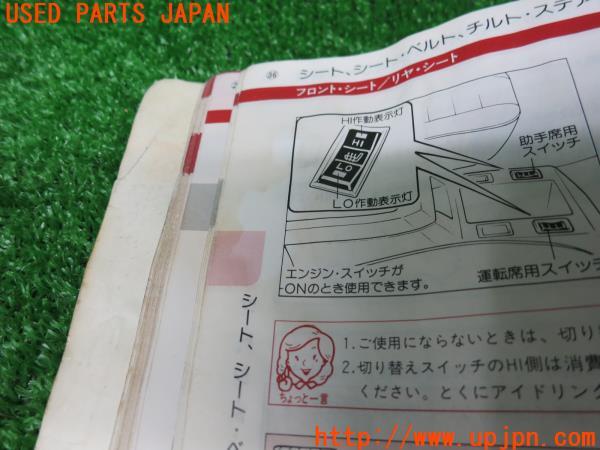 USED PARTS JAPAN
36 シート、シート・ベルト、チルト・ステア
フロント・シート/リヤ・シート
HI作動表示灯
HI
LO
LO作動表示灯
助手席用
スイッチ
運転席用スイッチ
エンジン・スイッチが
ONのとき使用できます。
シート、シート・ベ
1.ご使用にならないときは、切り
2.切り替えスイッチのHI側は消費
ください。とくにアイドリング
ちょっと一言
http://www.upjpn.com/